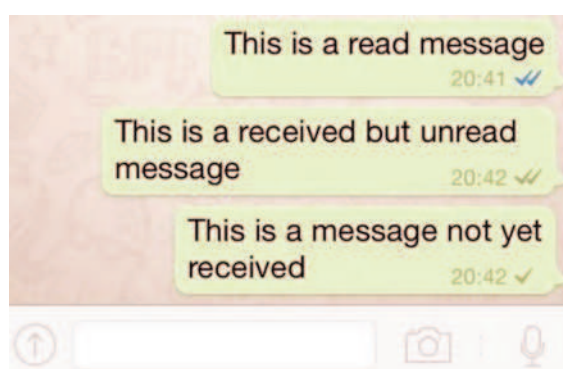 This is a read message
20:41
This is a received but unread
message
20:42
This is a message not yet
received
20:42